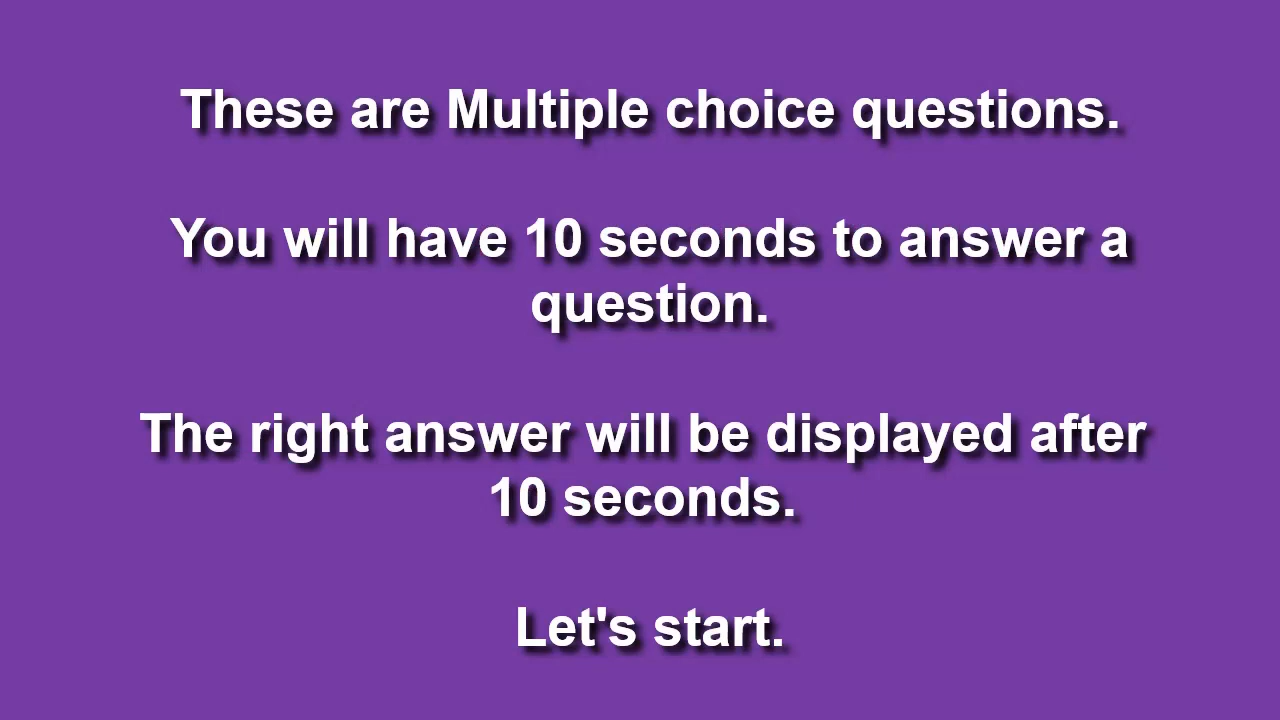 These are Multiple choice questions.
You will have 10 seconds to answer a
question.
The right answer will be displayed after
10 seconds.
Let's start.